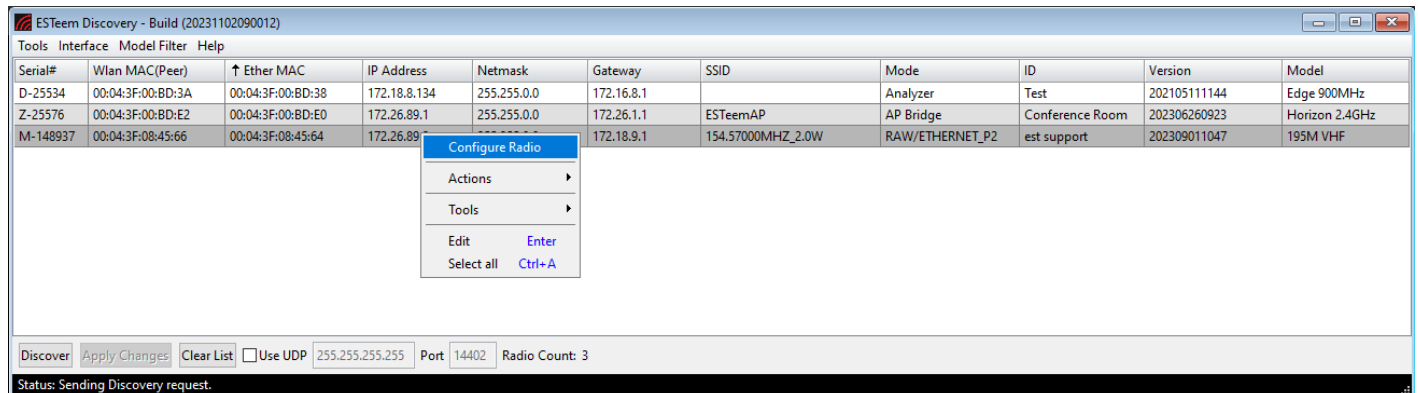 ESTeem Discovery - Build (20231102090012)
Tools Interface Model Filter Help
Serial# Wlan MAC(Peer) ↑ Ether MAC IP Address Netmask Gateway SSID Mode ID Version Model
D-25534 00:04:3F:00:BD:3A 00:04:3F:00:BD:38 172.18.8.134 255.255.0.0 172.16.8.1 Analyzer Test 202105111144 Edge 900MHz
Z-25576 00:04:3F:00:BD:E2 00:04:3F:00:BD:E0 172.26.89.1 255.255.0.0 172.26.1.1 ESTeemAP AP Bridge Conference Room 202306260923 Horizon 2.4GHz
M-148937 00:04:3F:08:45:66 00:04:3F:08:45:64 172.18.9.1 154.57000MHZ_2.0W RAW/ETHERNET_P2 est support 202309011047 195M VHF
Configure Radio
Actions
Tools
Edit Enter
Select all Ctrl+A
Discover Apply Changes Clear List Use UDP 255.255.255.255 Port 14402 Radio Count: 3
Status: Sending Discovery request.